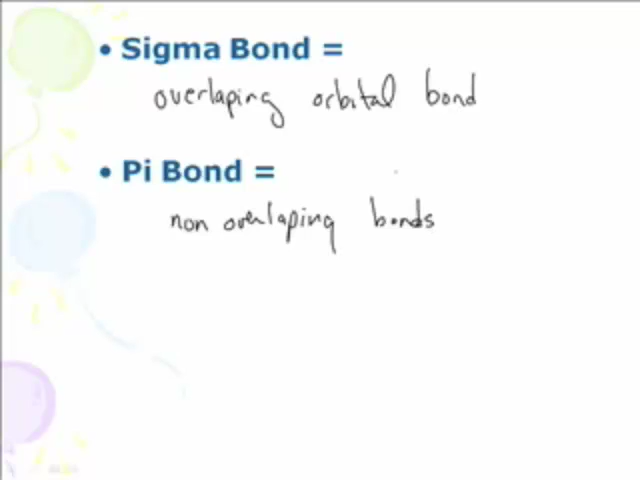 • Sigma Bond =
overlaping orbital bond
• Pi Bond =
non overlaping bonds